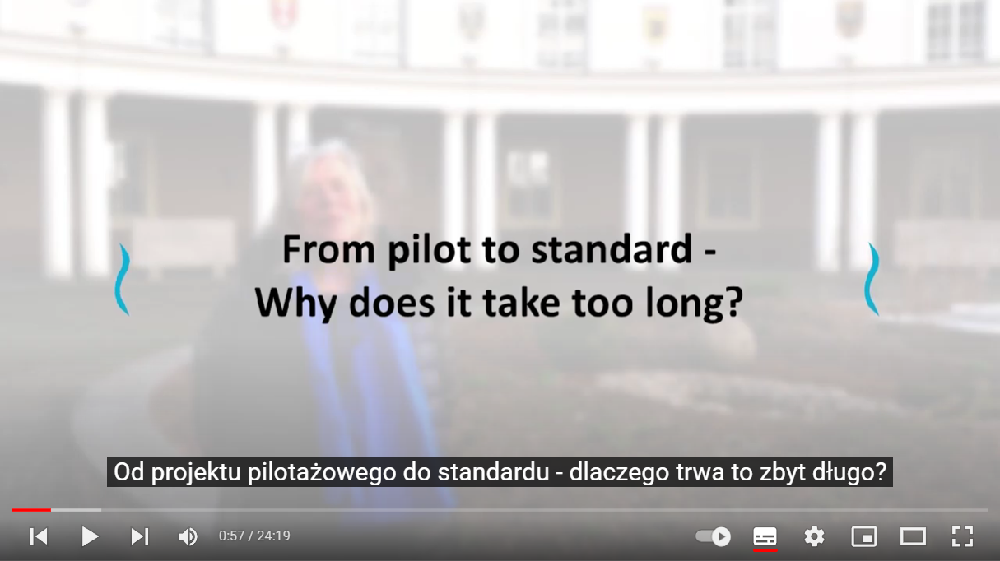 From pilot to standard -
Why does it take too long?
Od projektu pilotażowego do standardu - dlaczego trwa to zbyt długo?
0:57 / 24:19